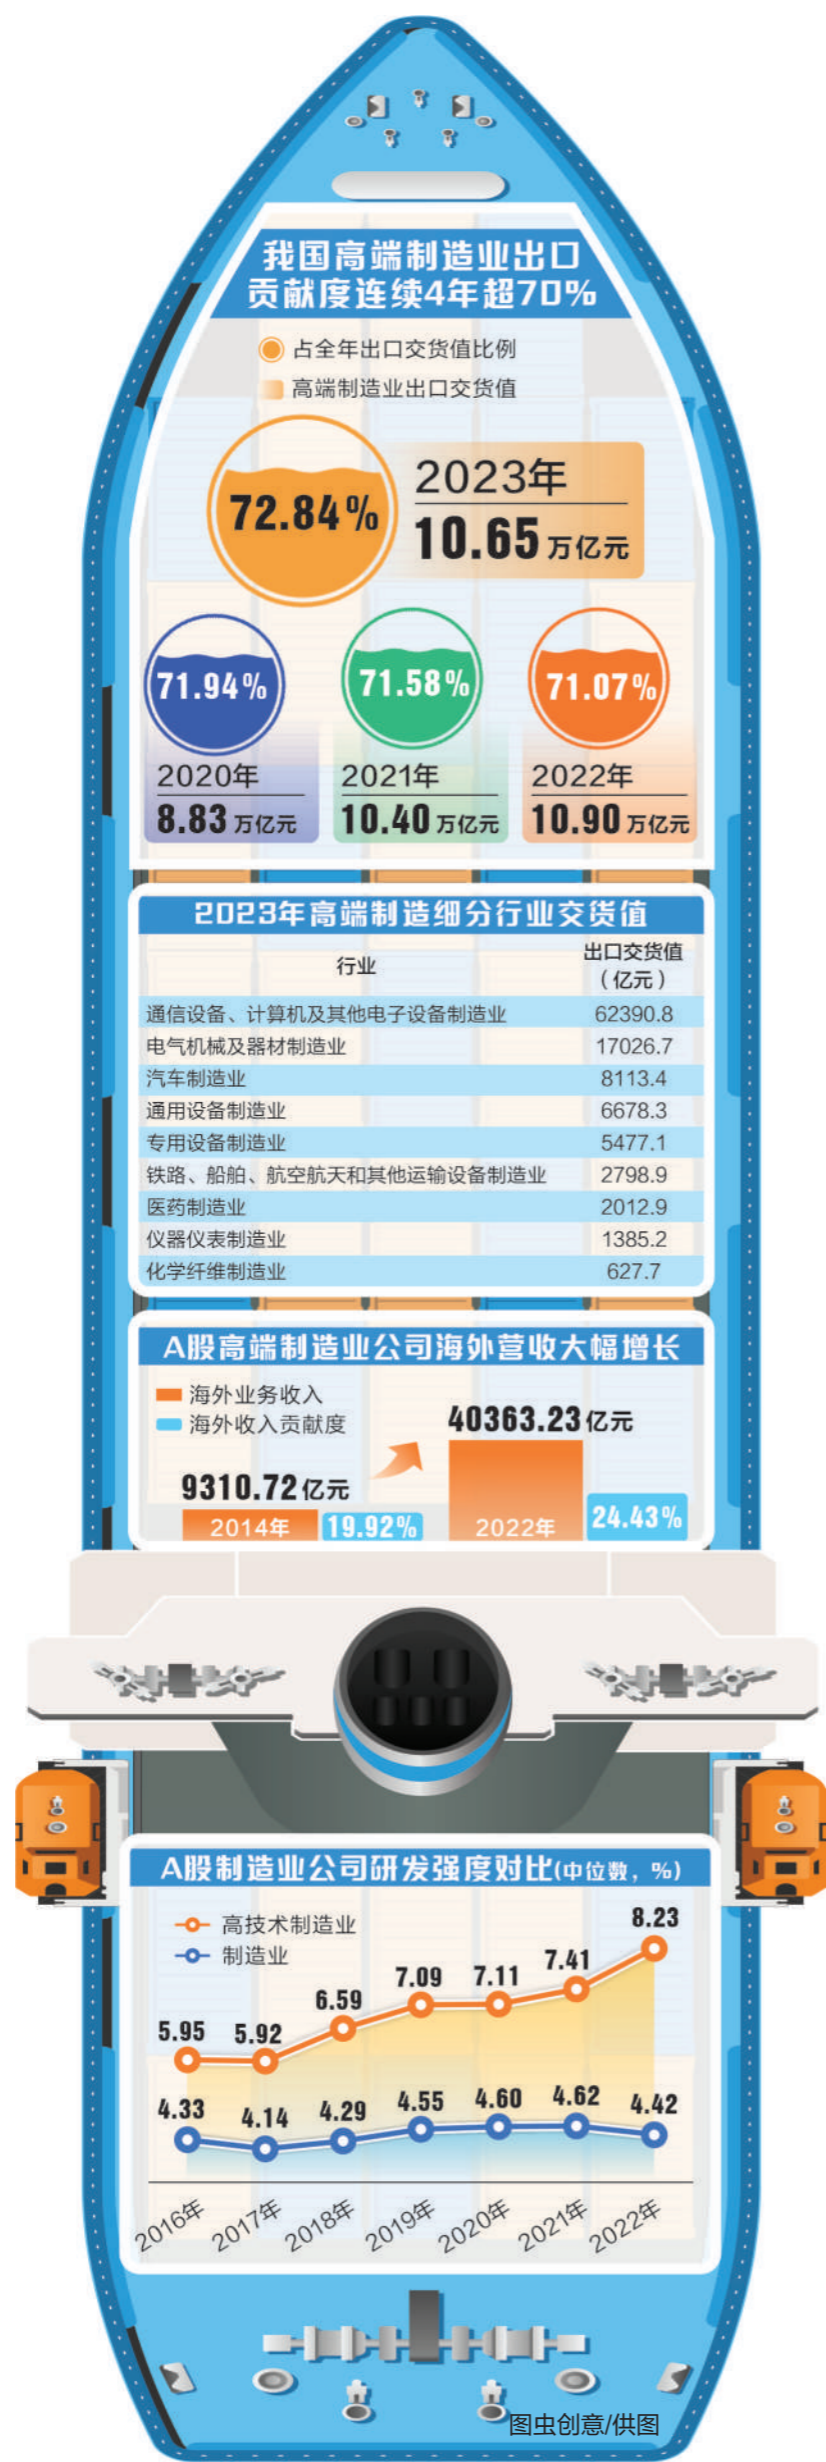 我国高端制造业出口
贡献度连续4年超70%
占全年出口交货值比例
高端制造业出口交货值
72.84%
2023年
10.65万亿元
71.94%
71.58%
71.07%
2020年
2021年
2022年
8.83万亿元
10.40万亿元
10.90万亿元
2023年高端制造细分行业交货值
行业 出口交货值（亿元）
通信设备、计算机及其他电子设备制造业 62390.8
电气机械及器材制造业 17026.7
汽车制造业 8113.4
通用设备制造业 6678.3
专用设备制造业 5477.1
铁路、船舶、航空航天和其他运输设备制造业 2798.9
医药制造业 2012.9
仪器仪表制造业 1385.2
化学纤维制造业 627.7
A股高端制造业公司海外营收大幅增长
海外业务收入
海外收入贡献度
40363.23亿元
9310.72亿元
2014年 19.92% 2022年 24.43%
A股制造业公司研发强度对比(中位数，%)
高技术制造业
制造业
5.95 5.92 6.59 7.09 7.11 7.41 8.23
4.33 4.14 4.29 4.55 4.60 4.62 4.42
2016年 2017年 2018年 2019年 2020年 2021年 2022年
图虫创意/供图